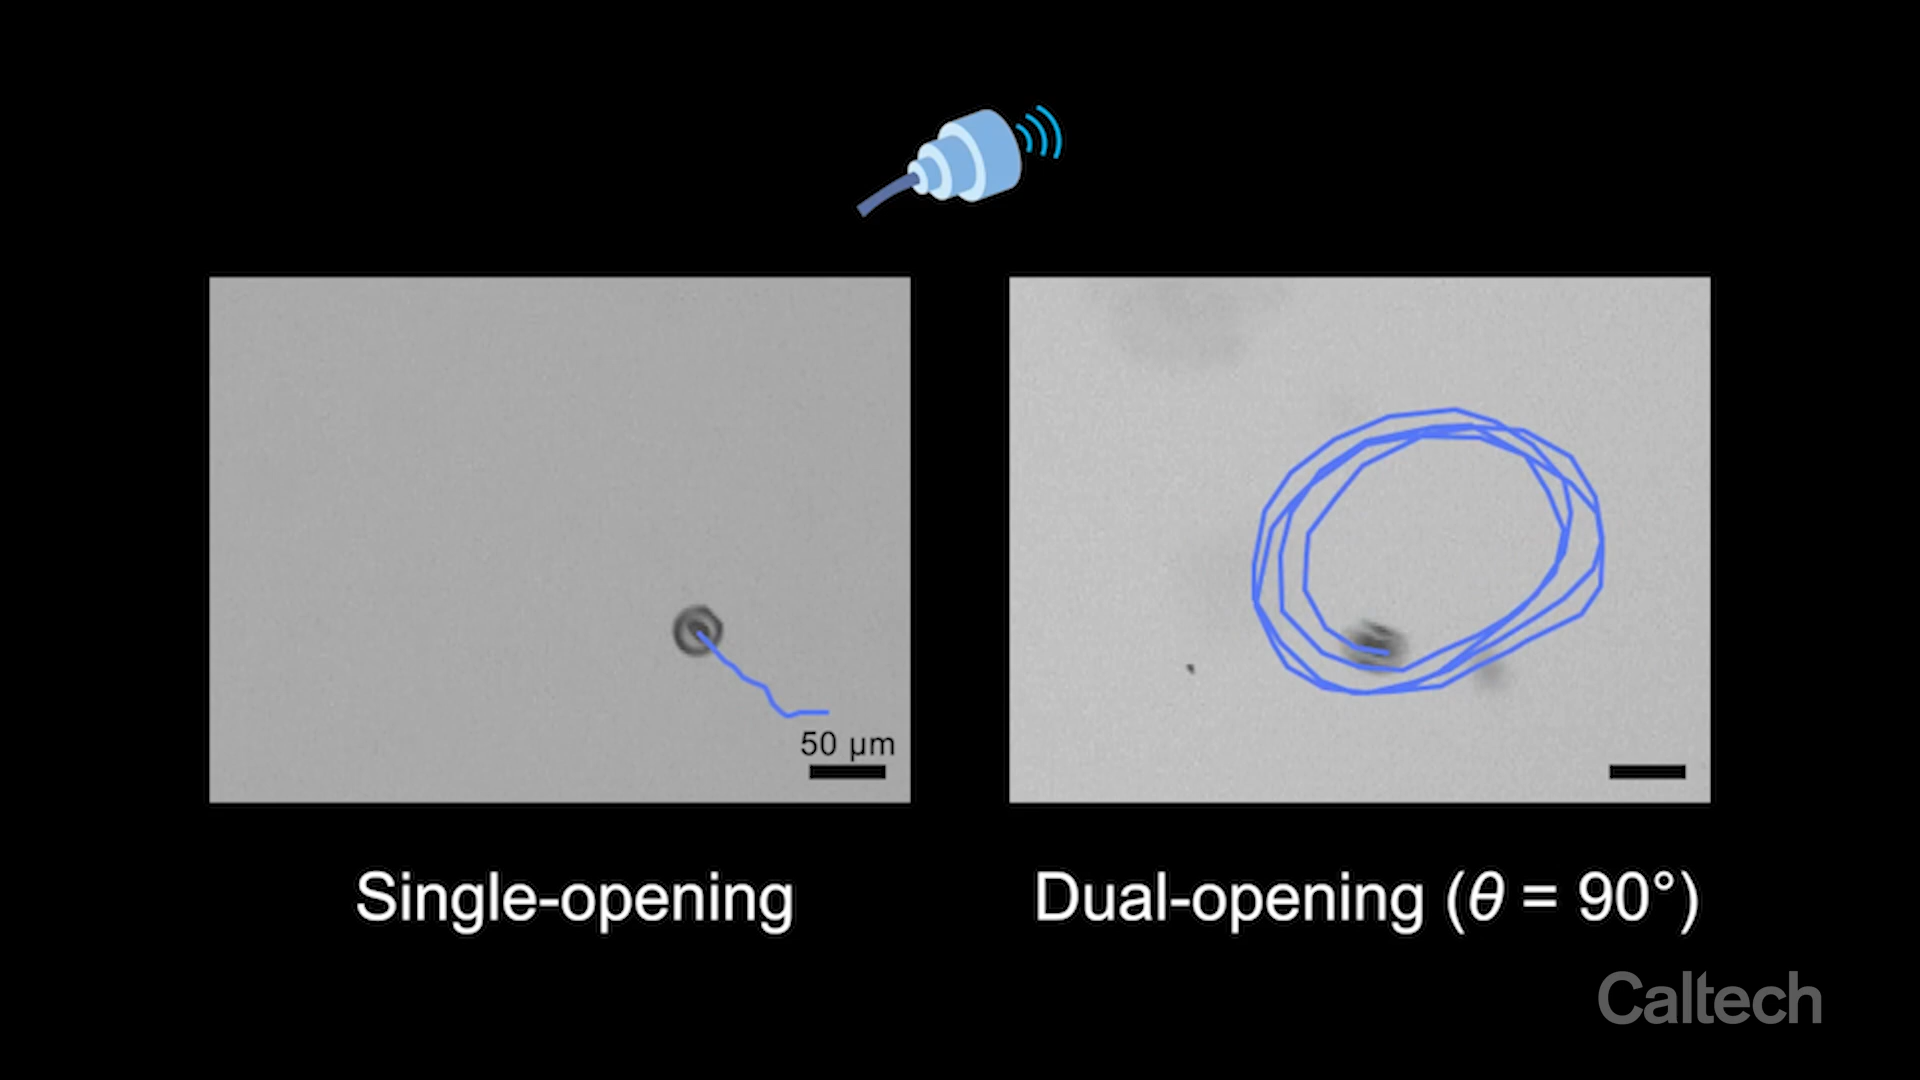 50 µm
Single-opening
Dual-opening (θ = 90°)
Caltech